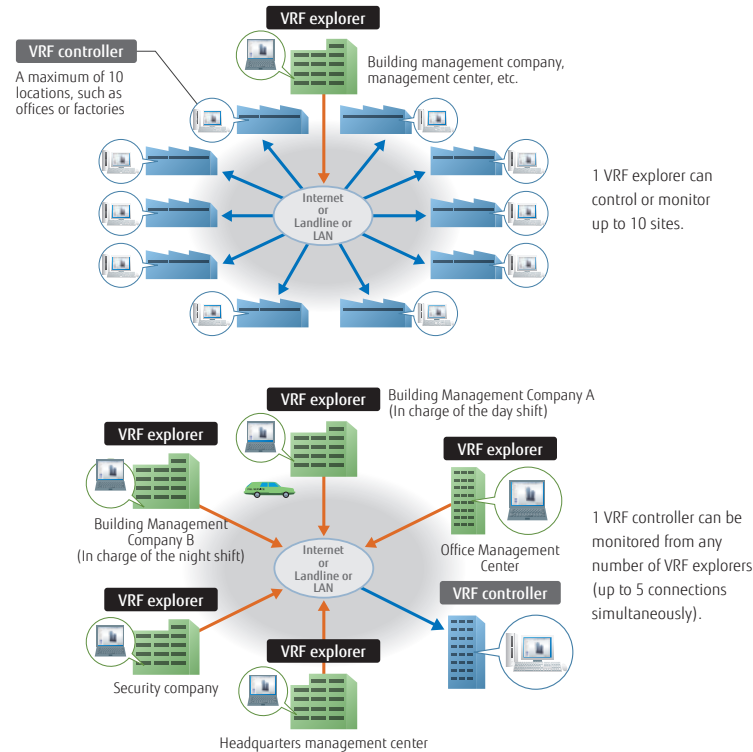 VRF explorer
VRF controller
A maximum of 10
locations, such as
offices or factories
Building management company,
management center, etc.
Internet
or
Landline or
LAN
1 VRF explorer can
control or monitor
up to 10 sites.
VRF explorer
Building Management Company A
(In charge of the day shift)
VRF explorer
Building Management
Company B
(In charge of the night shift)
VRF explorer
Office Management
Center
Internet
or
Landline or
LAN
1 VRF controller can be
monitored from any
number of VRF explorers
(up to 5 connections
simultaneously).
VRF explorer
Security company
VRF controller
VRF explorer
Headquarters management center